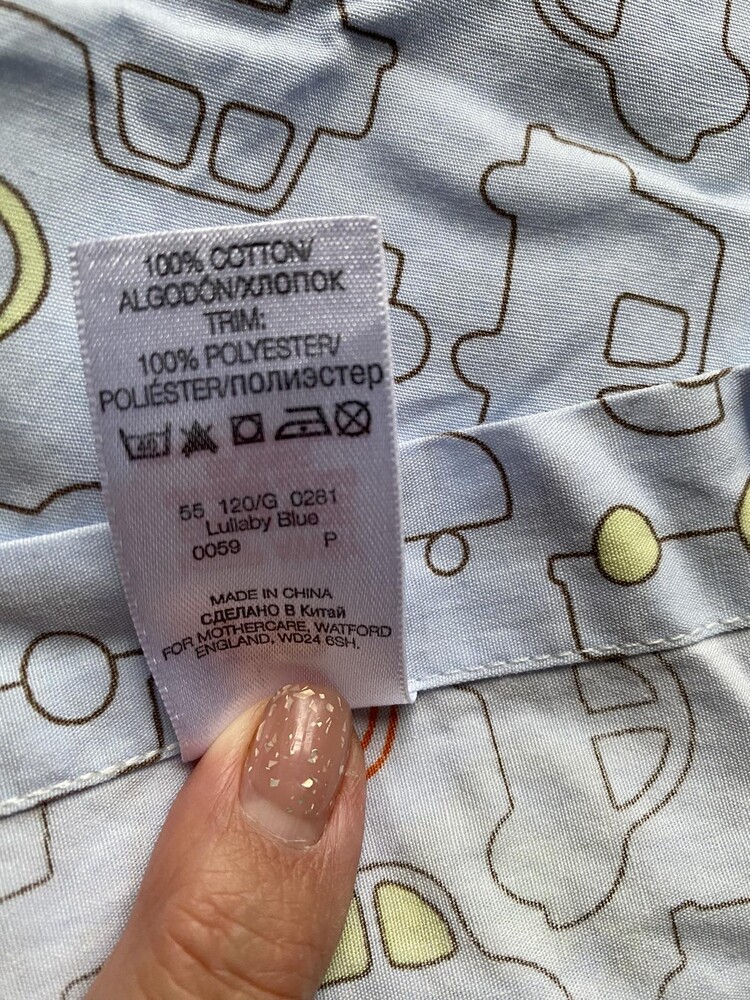 100% COTTON/
ALGODÓN/ХЛОПОК
TRIM:
100% POLYESTER/
POLIÉSTER/ПОЛИЭСТЕР
40
55 120/G 0281
Lullaby Blue
0059 P
MADE IN CHINA
СДЕЛАНО В Китай
FOR MOTHERCARE, WATFORD
ENGLAND, WD24 6SH.